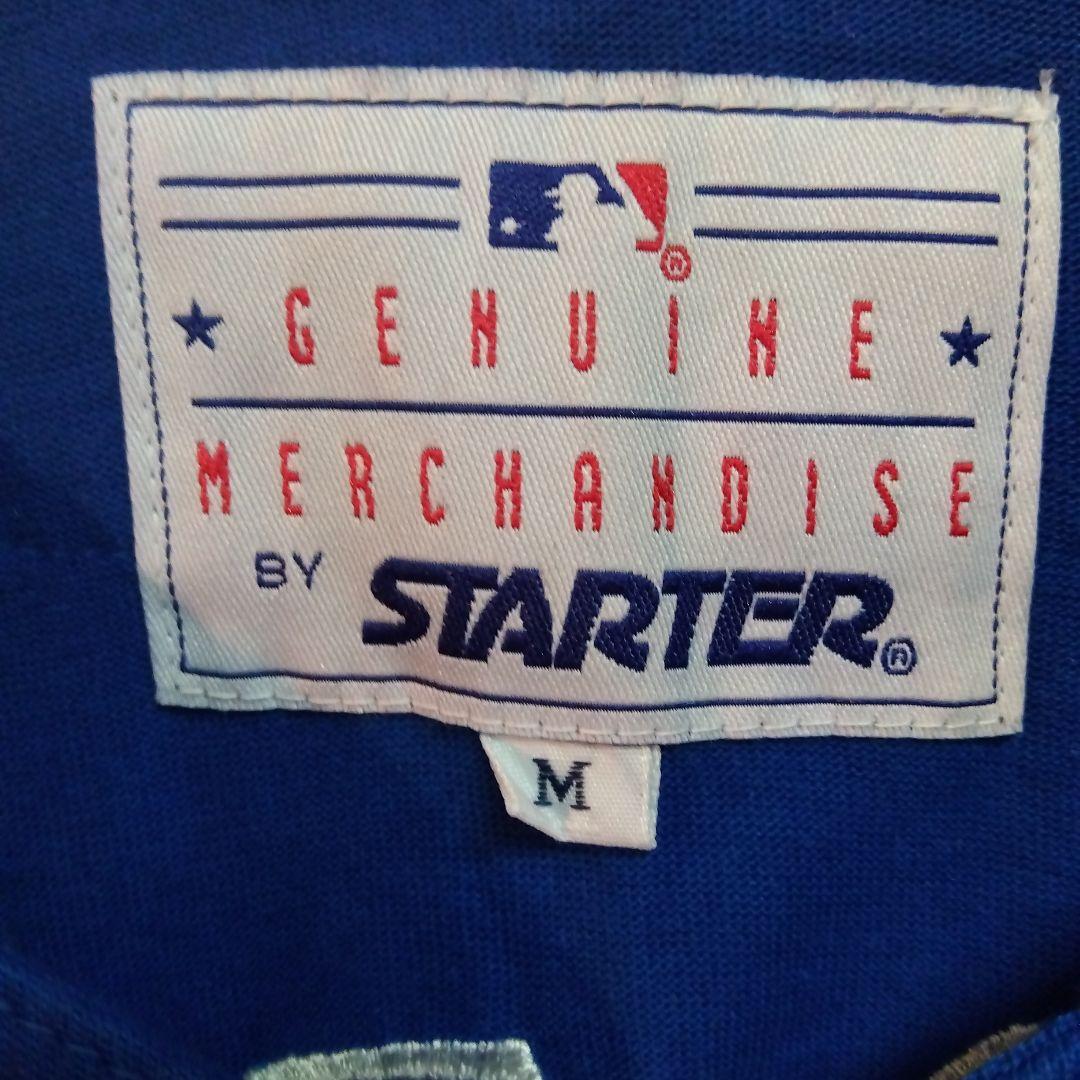 ®
GENUINE
MERCHANDISE
BY STARTER®
M